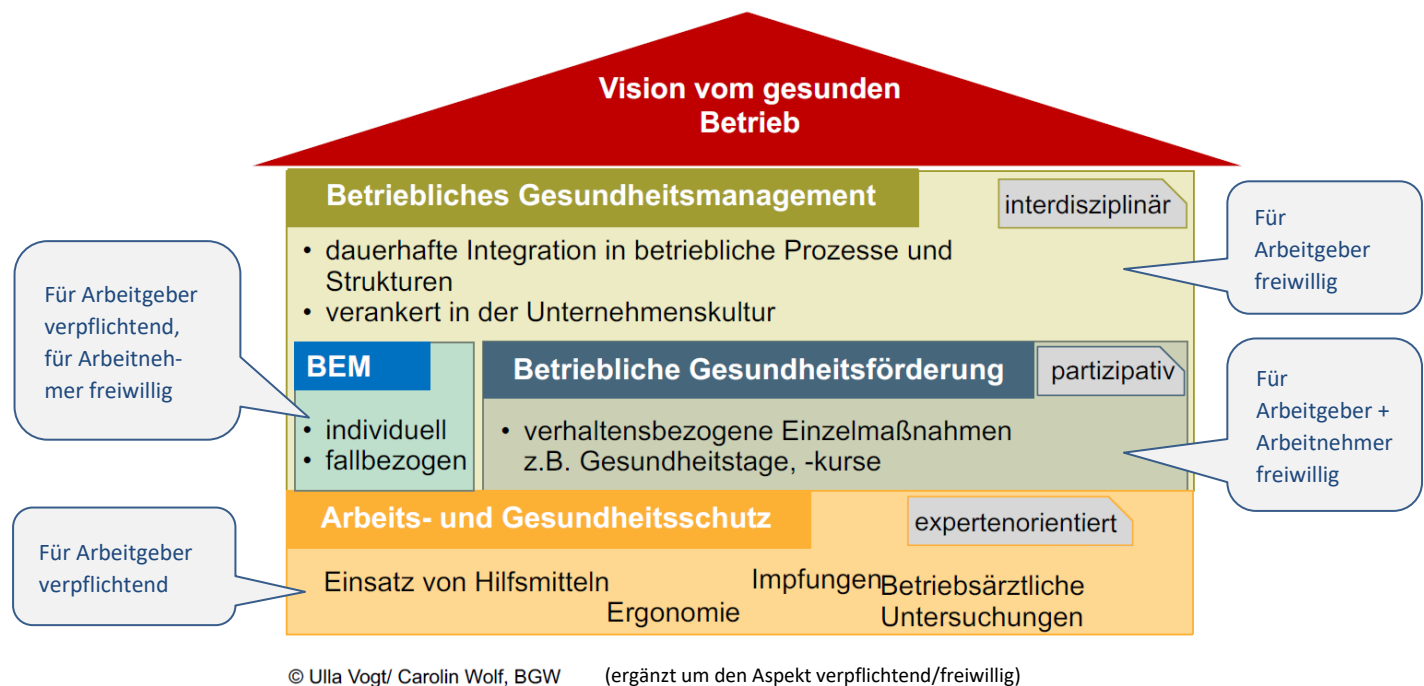 Vision vom gesunden
Betrieb
Betriebliches Gesundheitsmanagement
interdisziplinär
• dauerhafte Integration in betriebliche Prozesse und
Strukturen
• verankert in der Unternehmenskultur
Für
Arbeitgeber
freiwillig
Für Arbeitgeber
verpflichtend,
für Arbeitneh-
mer freiwillig
BEM
• individuell
• fallbezogen
Betriebliche Gesundheitsförderung
partizipativ
• verhaltensbezogene Einzelmaßnahmen
z.B. Gesundheitstage, -kurse
Für
Arbeitgeber +
Arbeitnehmer
freiwillig
Arbeits- und Gesundheitsschutz
expertenorientiert
Für Arbeitgeber
verpflichtend
Einsatz von Hilfsmitteln
Ergonomie
Impfungen
Betriebsärztliche
Untersuchungen
© Ulla Vogt/ Carolin Wolf, BGW (ergänzt um den Aspekt verpflichtend/freiwillig)